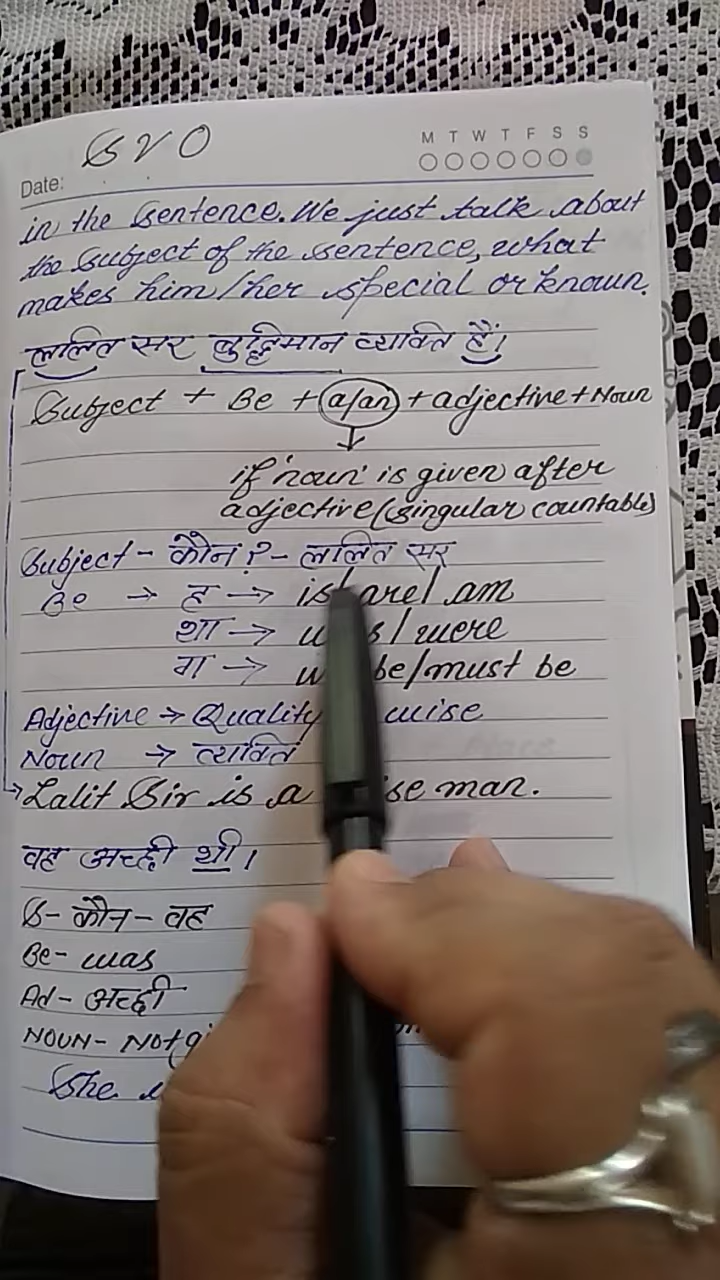 SVO
M T W T F S S
Date:
in the sentence. We just talk about
the subject of the sentence, what
makes him/her special or known.
ललित सर बुद्धिमान व्यक्ति हैं।
Subject + Be + a/an + adjective + Noun
if 'noun' is given after
adjective (singular countable)
Subject - कौन? - ललित सर
Be → ह → is/are/am
था → /were
ग → be/must be
Adjective → Quality
Noun → व्यक्ति
Lalit Sir is a man.
वह अच्छी थी।
S - कौन - वह
Be - was
Ad - अच्छी
NOUN - Not
She